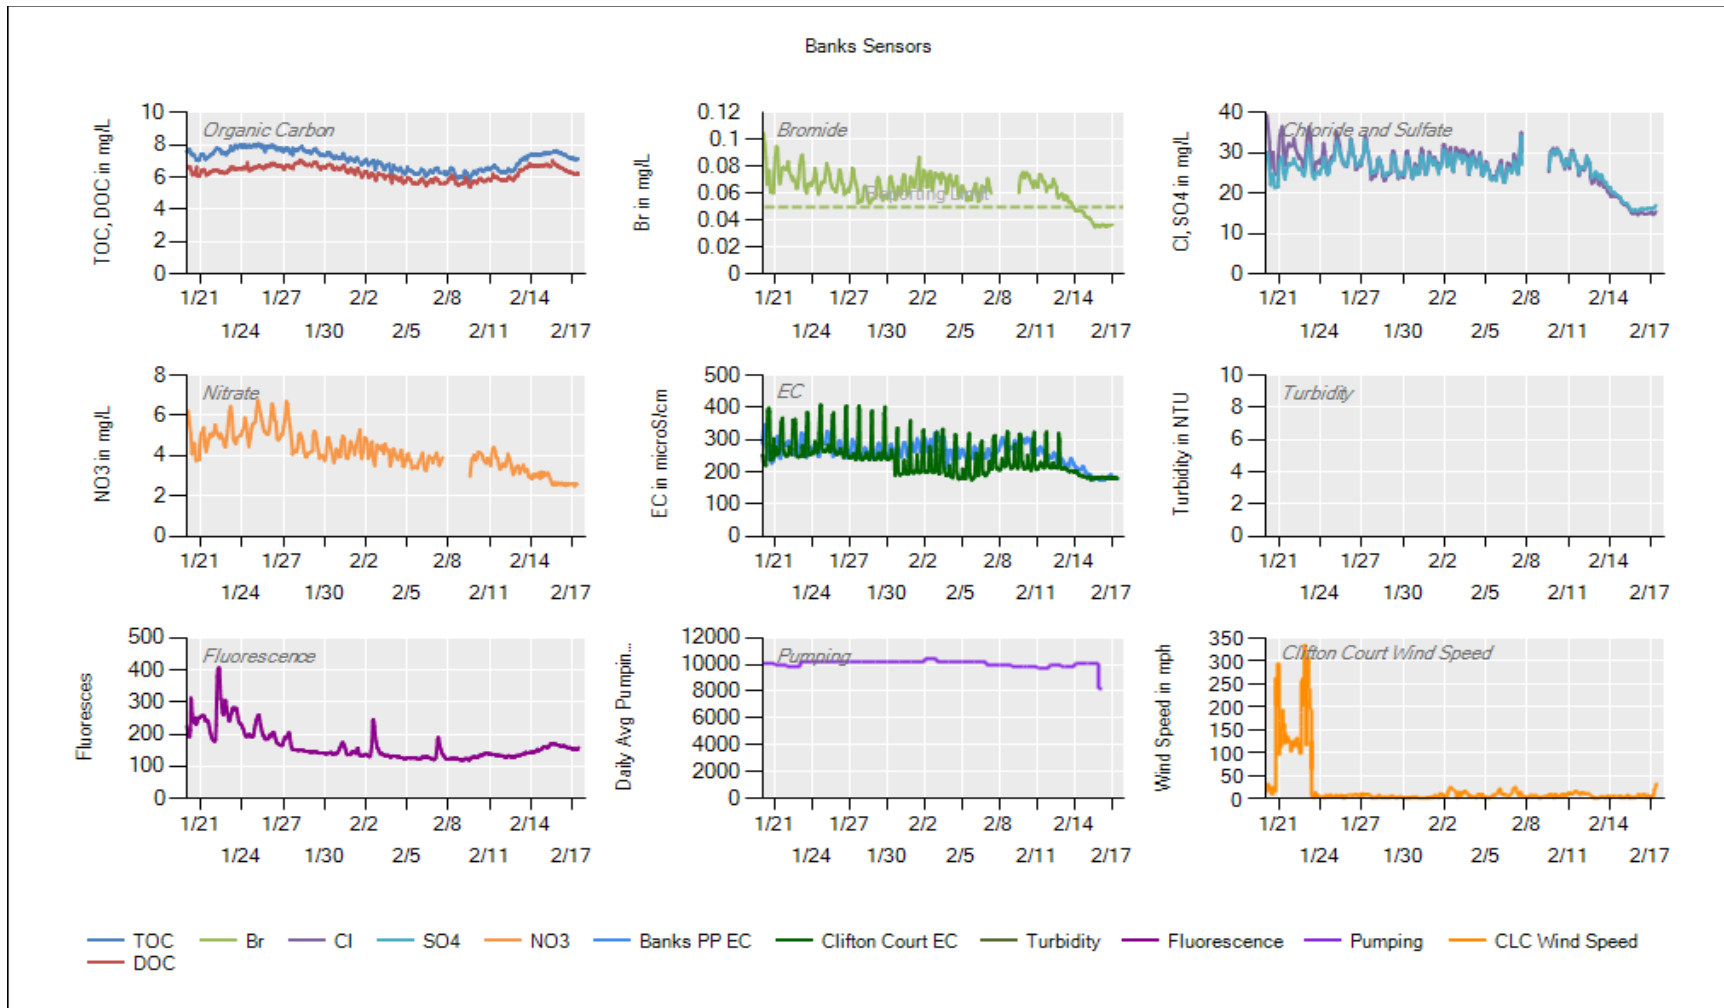 Banks Sensors
TOC, DOC in mg/L
10
8
6
4
2
0
Organic Carbon
1/21 1/27 2/2 2/8 2/14
1/24 1/30 2/5 2/11 2/17
Br in mg/L
0.12
0.1
0.08
0.06
0.04
0.02
0
Bromide
Reporting Limit
1/21 1/27 2/2 2/8 2/14
1/24 1/30 2/5 2/11 2/17
Cl, SO4 in mg/L
40
30
20
10
0
Chloride and Sulfate
1/21 1/27 2/2 2/8 2/14
1/24 1/30 2/5 2/11 2/17
NO3 in mg/L
8
6
4
2
0
Nitrate
1/21 1/27 2/2 2/8 2/14
1/24 1/30 2/5 2/11 2/17
EC in microS/cm
500
400
300
200
100
0
EC
1/21 1/27 2/2 2/8 2/14
1/24 1/30 2/5 2/11 2/17
Turbidity in NTU
10
8
6
4
2
0
Turbidity
1/21 1/27 2/2 2/8 2/14
1/24 1/30 2/5 2/11 2/17
Fluoresces
500
400
300
200
100
0
Fluorescence
1/21 1/27 2/2 2/8 2/14
1/24 1/30 2/5 2/11 2/17
Daily Avg Pumpin...
12000
10000
8000
6000
4000
2000
0
Pumping
1/21 1/27 2/2 2/8 2/14
1/24 1/30 2/5 2/11 2/17
Wind Speed in mph
350
300
250
200
150
100
50
0
Clifton Court Wind Speed
1/21 1/27 2/2 2/8 2/14
1/24 1/30 2/5 2/11 2/17
TOC Br Cl SO4 NO3 Banks PP EC Clifton Court EC Turbidity Fluorescence Pumping CLC Wind Speed
DOC